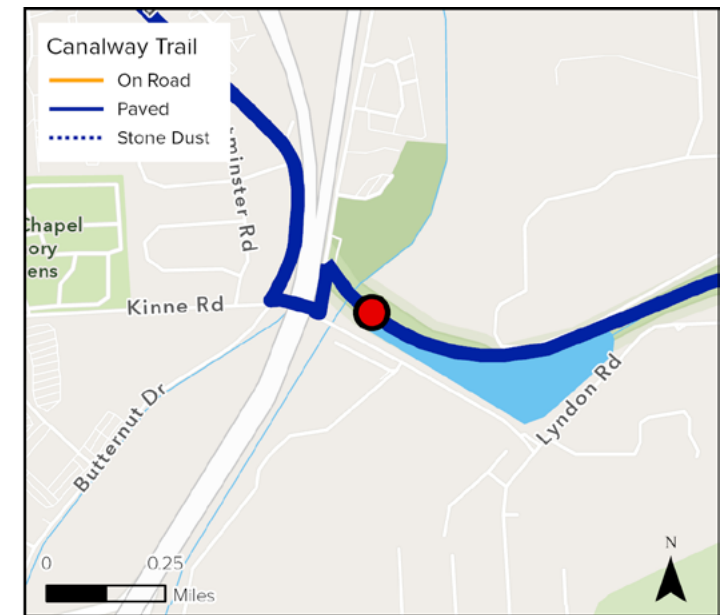 Canalway Trail
On Road
Paved
Stone Dust
Chapel
ory
ens
minster Rd
Kinne Rd
Butternut Dr
Lyndon Rd
0 0.25
Miles
N